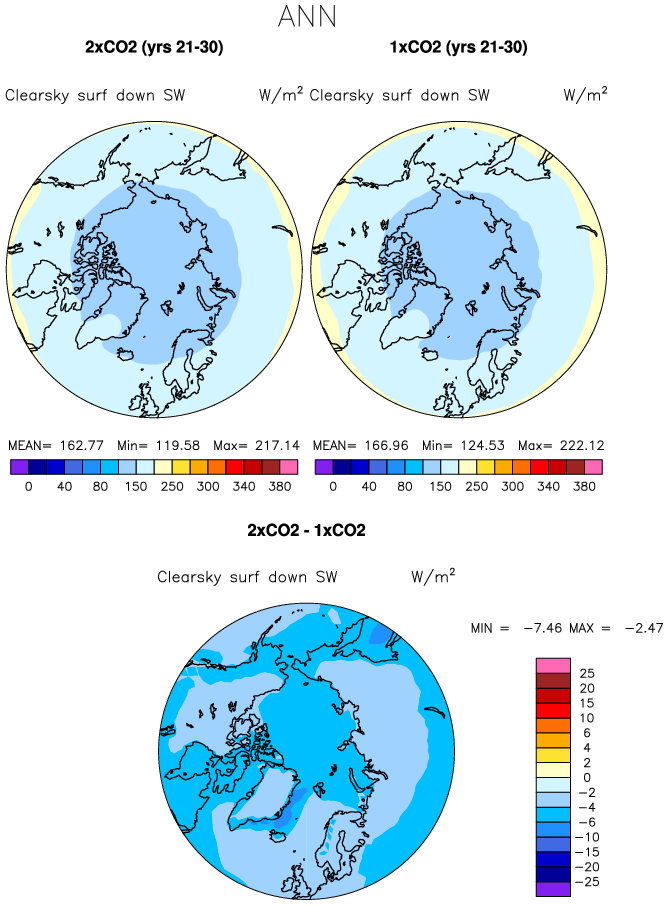 ANN
2xCO2 (yrs 21-30) 1xCO2 (yrs 21-30)
Clearsky surf down SW W/m² Clearsky surf down SW W/m²
MEAN= 162.77 Min= 119.58 Max= 217.14 MEAN= 166.96 Min= 124.53 Max= 222.12
0 40 80 150 250 300 340 380 0 40 80 150 250 300 340 380
2xCO2 - 1xCO2
Clearsky surf down SW W/m²
MIN = −7.46 MAX = −2.47
25
20
15
10
6
4
2
0
−2
−4
−6
−10
−15
−20
−25